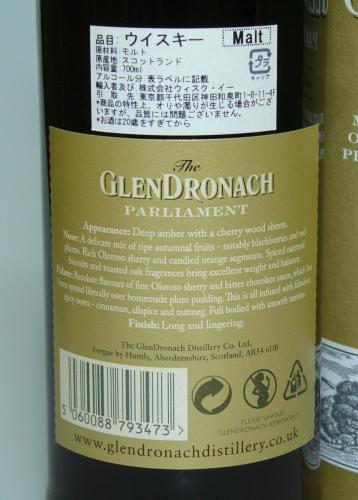 品名:ウイスキー Malt
原材料:モルト
原産地:スコットランド
内容量:700ml
アルコール分:表ラベルに記載
輸入者及び 株式会社ウィスク・イー
引 取 先 東京都千代田区神田和泉町1-8-11-4F
*商品の特性上、オリや濁りが生じる場合がござい
ますが、品質には問題ございません。
*お酒は20歳をすぎてから
キャップ
The
GLENDRONACH
PARLIAMENT
Appearance: Deep amber with a cherry wood sheen.
Nose: A delicate mix of ripe autumnal fruits - notably blackberries and red
plums. Rich Oloroso sherry and candied orange segments. Spiced oatmeal
biscuits and toasted oak fragrances bring excellent weight and balance.
Palate: Resolute flavours of fine Oloroso sherry and bitter chocolate sauce, which has
been spread liberally over homemade plum pudding. This is all infused with fabulous
spicy notes - cinnamon, allspice and nutmeg. Full bodied with smooth tannins.
Finish: Long and lingering.
The GlenDronach Distillery Co. Ltd.
Forgue by Huntly, Aberdeenshire, Scotland, AB54 6DB
5 060088 793473 >
PLEASE SAVOUR
GLENDRONACH RESPONSIBLY
www.glendronachdistillery.co.uk